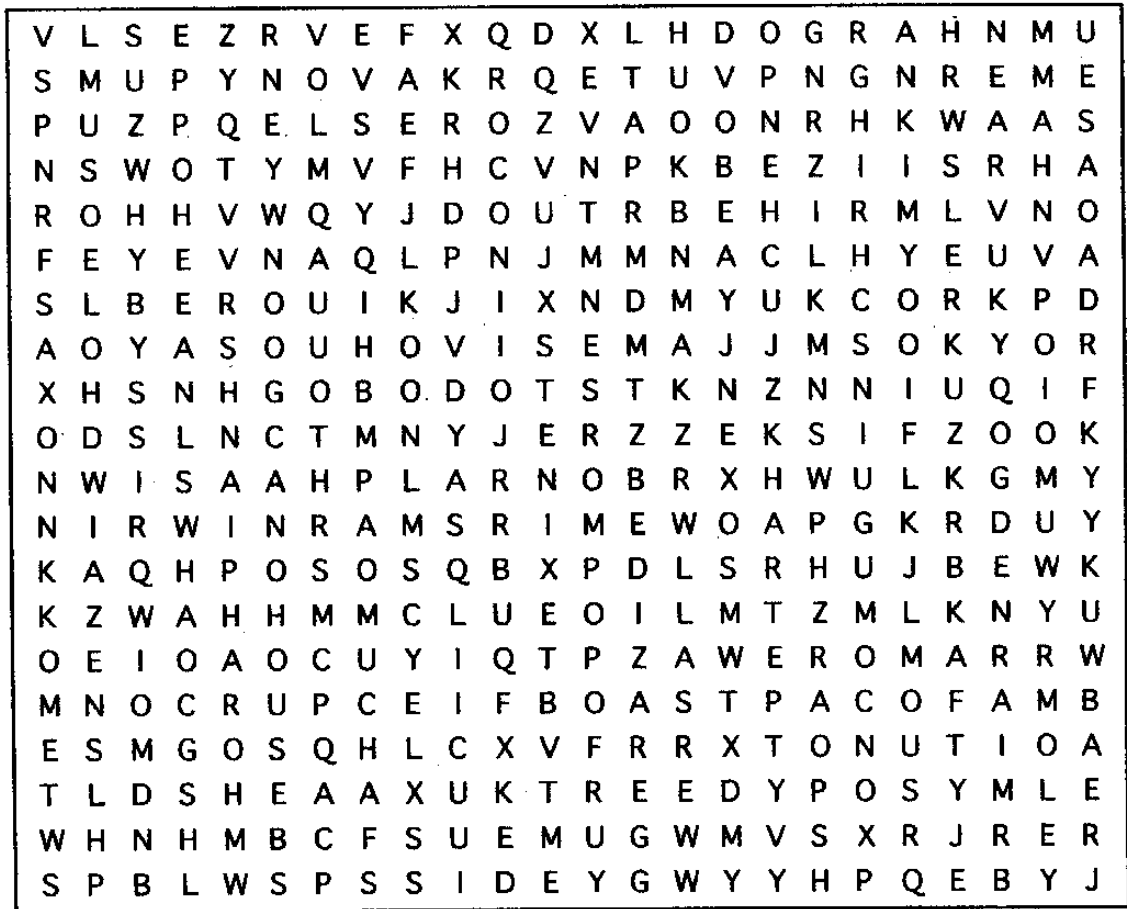 V L S E Z R V E F X Q D X L H D O G R A H N M U
S M U P Y N O V A K R Q E T U V P N G N R E M E
P U Z P Q E L S E R O Z V A O O N R H K W A A S
N S W O T Y M V F H C V N P K B E Z I I S R H A
R O H H V W Q Y J D O U T R B E H I R M L V N O
F E Y E V N A Q L P N J M M N A C L H Y E U V A
S L B E R O U I K J I X N D M Y U K C O R K P D
A O Y A S O U H O V I S E M A J J M S O K Y O R
X H S N H G O B O D O T S T K N Z N N I U Q I F
O D S L N C T M N Y J E R Z Z E K S I F Z O O K
N W I S A A H P L A R N O B R X H W U L K G M Y
N I R W I N R A M S R I M E W O A P G K R D U Y
K A Q H P O S O S Q B X P D L S R H U J B E W K
K Z W A H H M M C L U E O I L M T Z M L K N Y U
O E I O A O C U Y I Q T P Z A W E R O M A R R W
M N O C R U P C E I F B O A S T P A C O F A M B
E S M G O S Q H L C X V F R R X T O N U T I O A
T L D S H E A A X U K T R E E D Y P O S Y M L E
W H N H M B C F S U E M U G W M V S X R J R E R
S P B L W S P S S I D E Y G W Y Y H P Q E B Y J